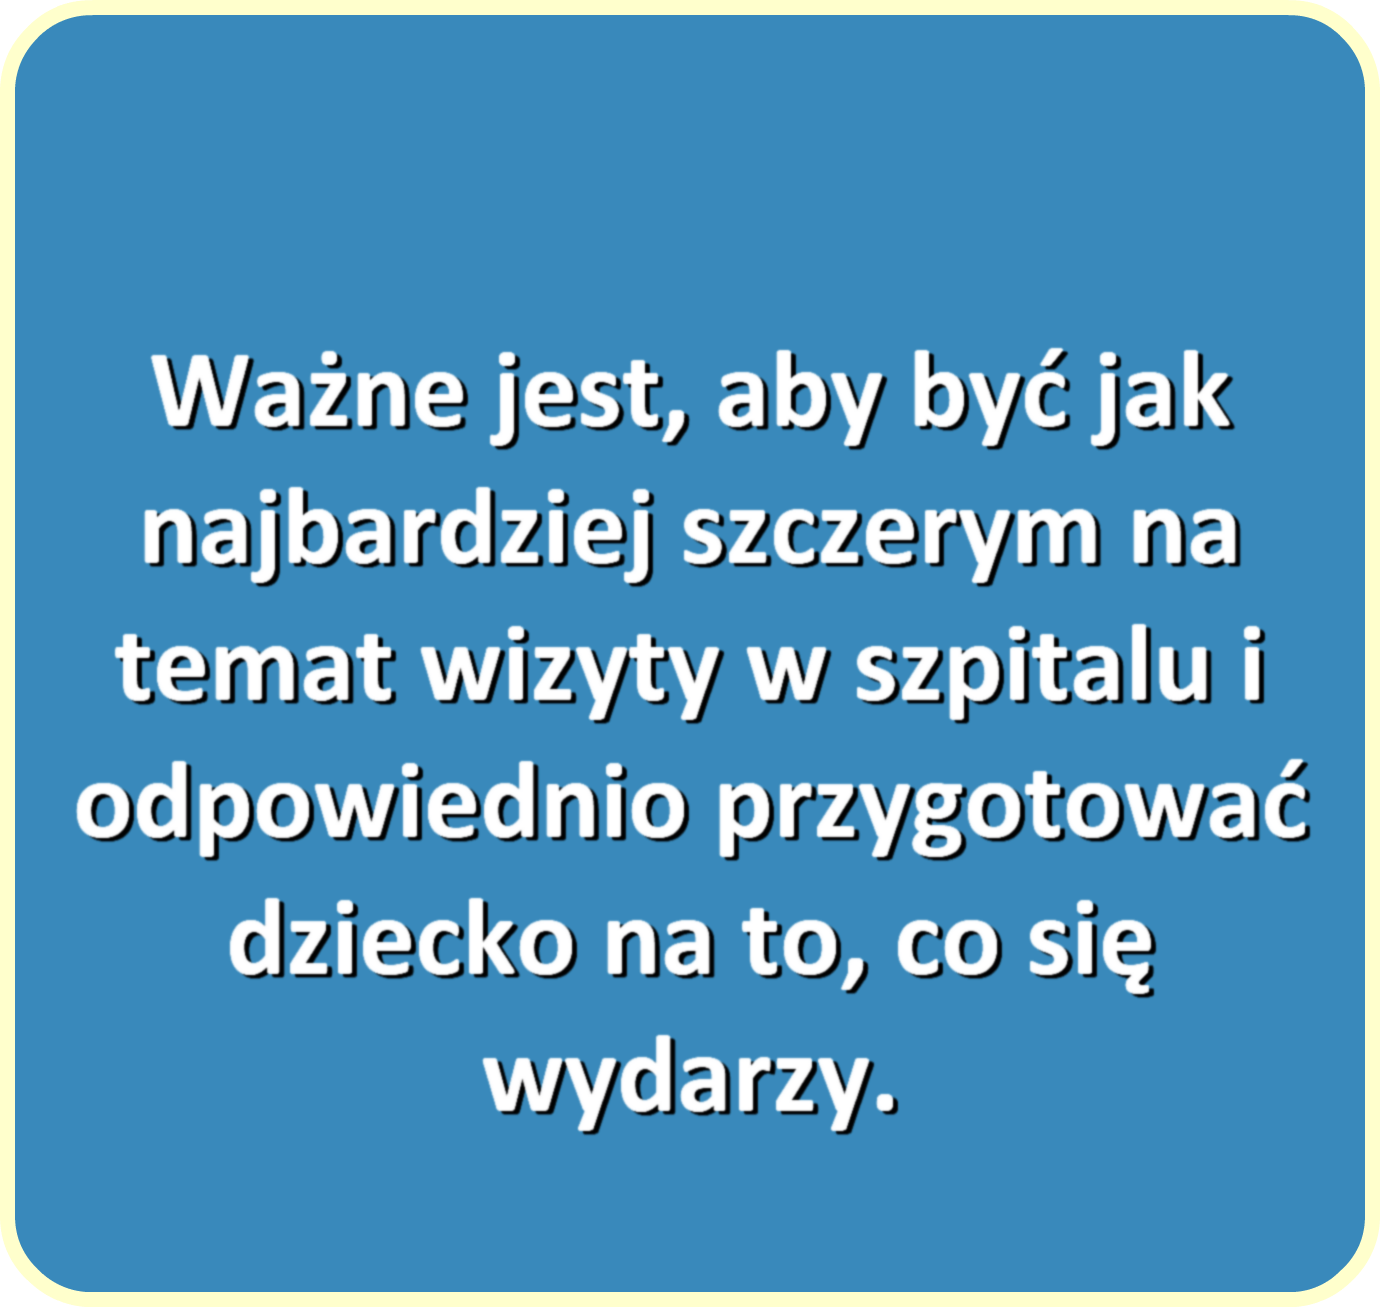 Ważne jest, aby być jak
najbardziej szczerym na
temat wizyty w szpitalu i
odpowiednio przygotować
dziecko na to, co się
wydarzy.